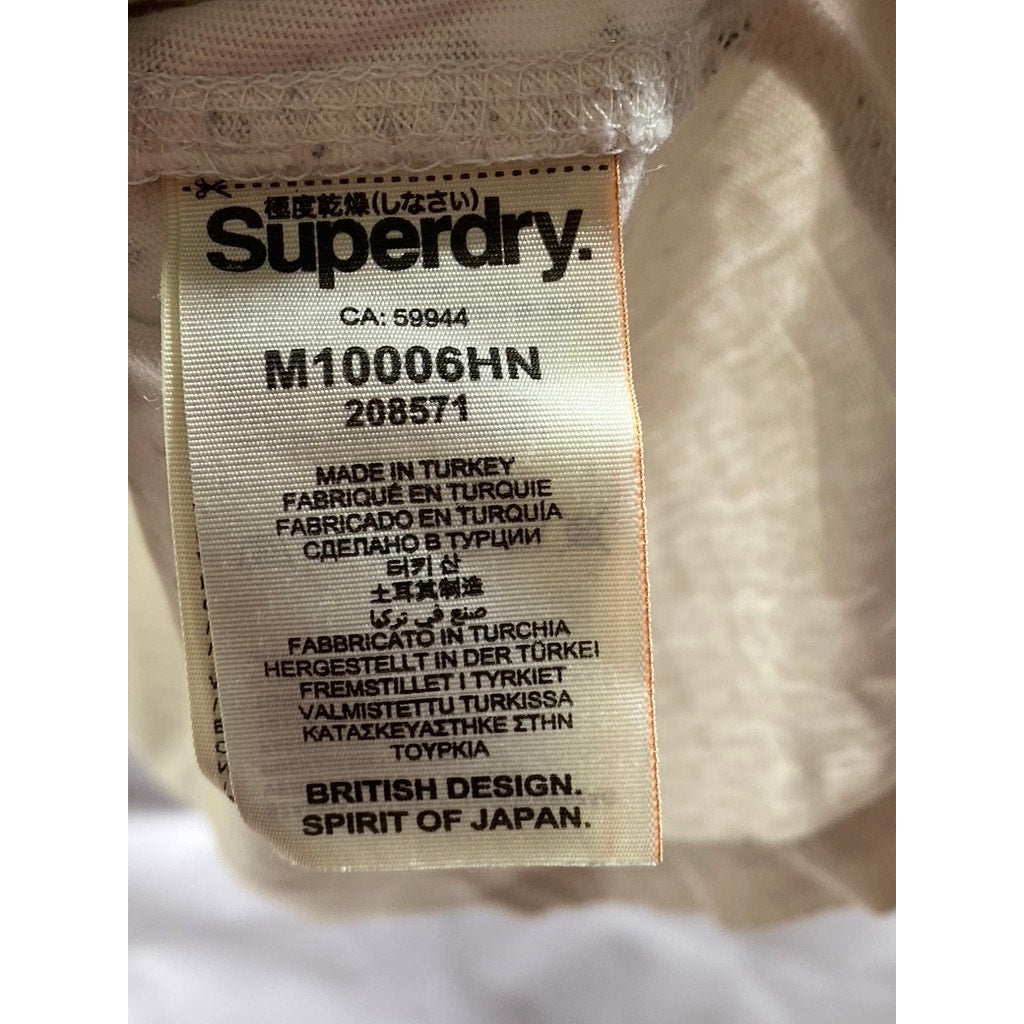 極度乾燥(しなさい)
Superdry.
CA: 59944
M10006HN
208571
MADE IN TURKEY
FABRIQUÉ EN TURQUIE
FABRICADO EN TURQUÍA
СДЕЛАНО В ТУРЦИИ
터키 산
土耳其制造
صنع في تركيا
FABBRICATO IN TURCHIA
HERGESTELLT IN DER TÜRKEI
FREMSTILLET I TYRKIET
VALMISTETTU TURKISSA
ΚΑΤΑΣΚΕΥΑΣΤΗΚΕ ΣΤΗΝ
ΤΟΥΡΚΙΑ
BRITISH DESIGN.
SPIRIT OF JAPAN.